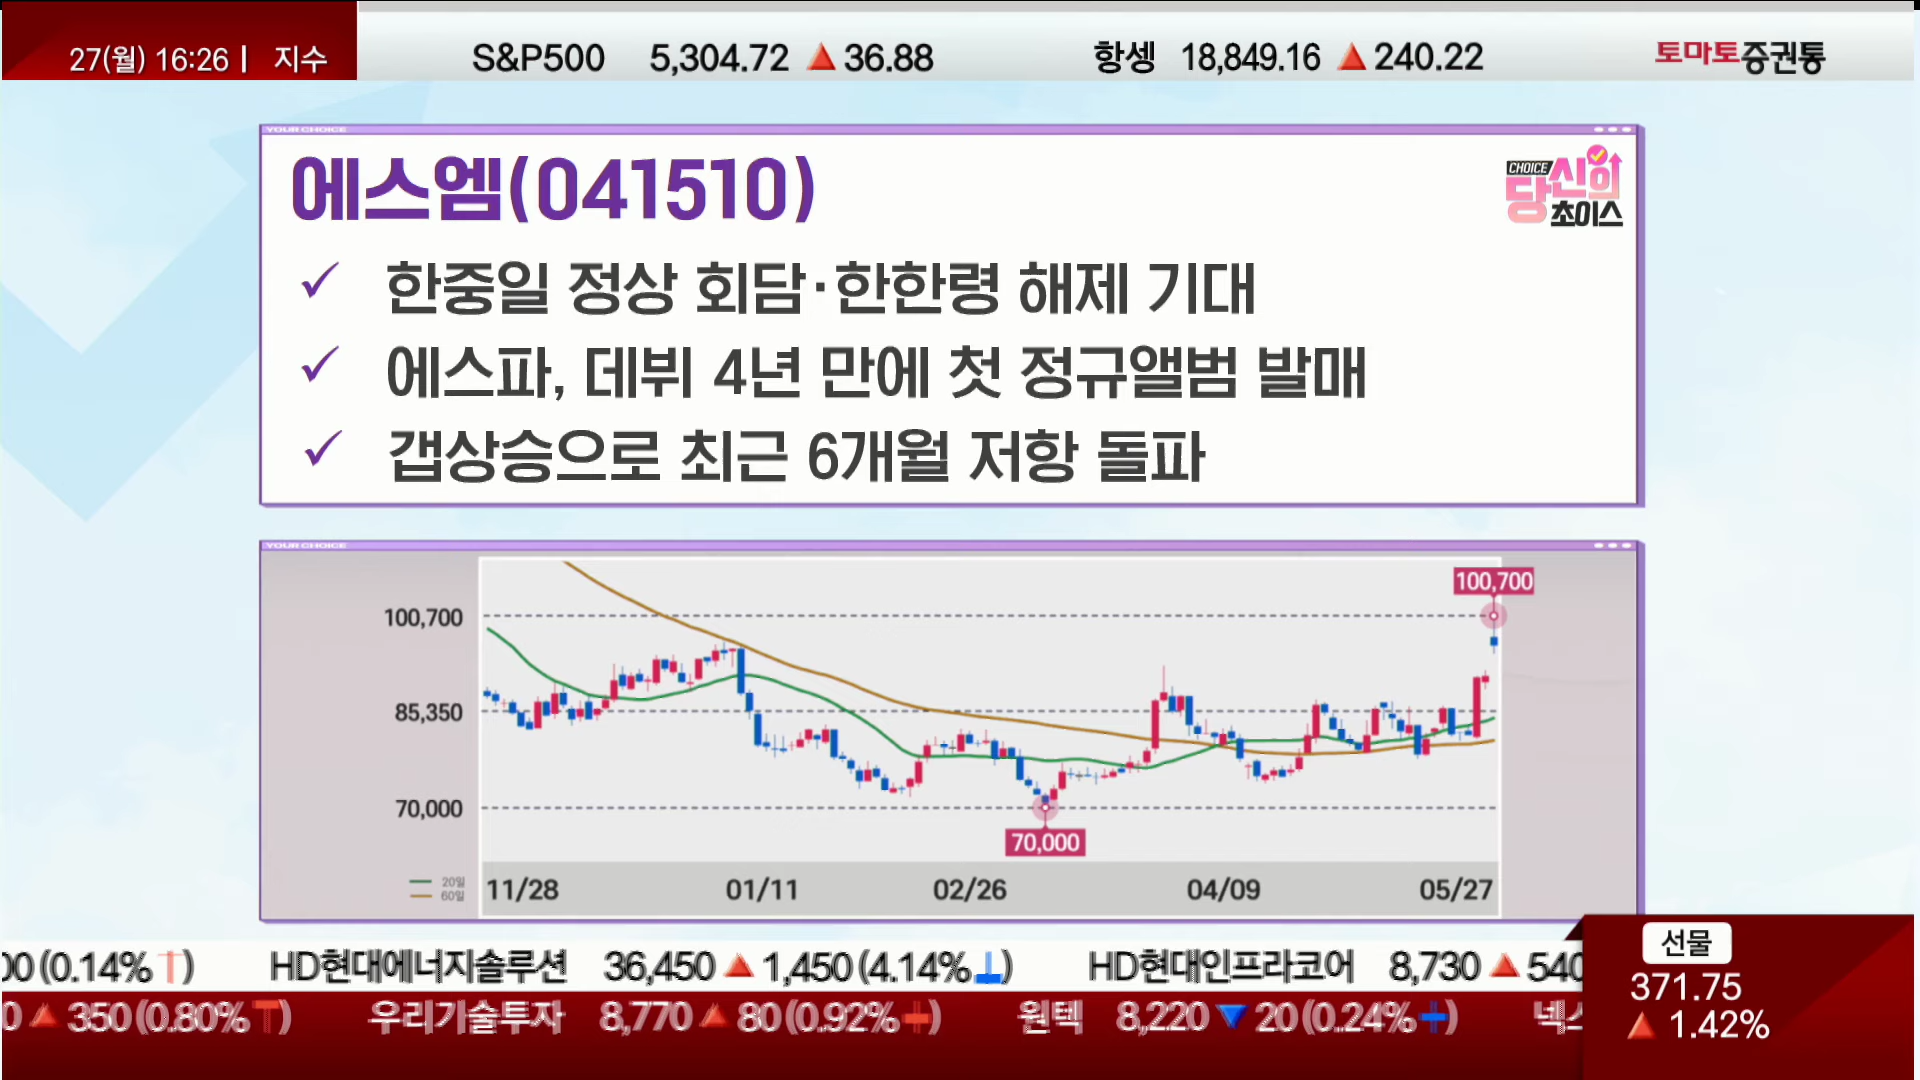 27(월) 16:26 | 지수 S&P500 5,304.72 ▲ 36.88 항셍 18,849.16 ▲ 240.22 토마토증권통
YOUR CHOICE
에스엠(041510)
CHOICE 당신의 초이스
✓ 한중일 정상 회담·한한령 해제 기대
✓ 에스파, 데뷔 4년 만에 첫 정규앨범 발매
✓ 갭상승으로 최근 6개월 저항 돌파
YOUR CHOICE
100,700
100,700
85,350
70,000
70,000
20일
60일
11/28 01/11 02/26 04/09 05/27
00 (0.14% ) HD현대에너지솔루션 36,450 ▲ 1,450 (4.14% ) HD현대인프라코어 8,730 ▲ 540
0 ▲ 350 (0.80% ) 우리기술투자 8,770 ▲ 80 (0.92% ) 원텍 8,220 ▼ 20 (0.24% )
선물
371.75
▲ 1.42%